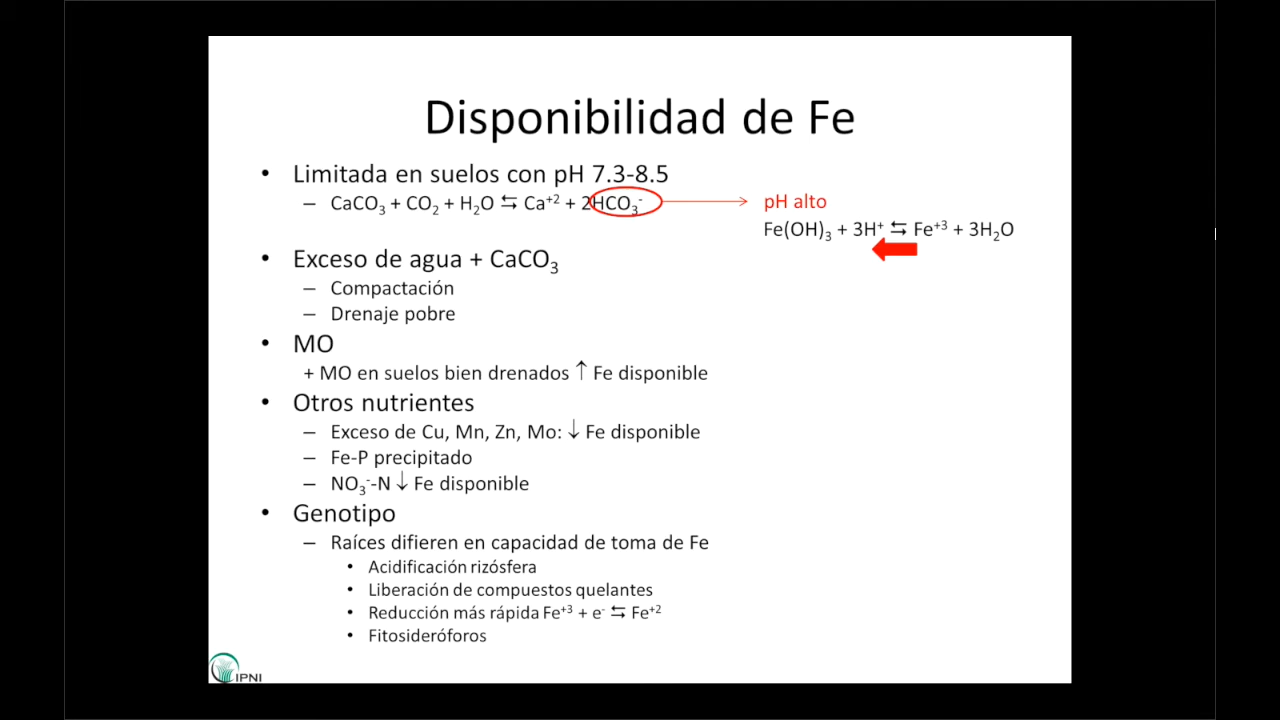 Disponibilidad de Fe
• Limitada en suelos con pH 7.3-8.5
– CaCO₃ + CO₂ + H₂O ⇆ Ca⁺² + 2HCO₃⁻ → pH alto
Fe(OH)₃ + 3H⁺ ⇆ Fe⁺³ + 3H₂O
• Exceso de agua + CaCO₃
– Compactación
– Drenaje pobre
• MO
+ MO en suelos bien drenados ↑ Fe disponible
• Otros nutrientes
– Exceso de Cu, Mn, Zn, Mo: ↓ Fe disponible
– Fe-P precipitado
– NO₃⁻-N ↓ Fe disponible
• Genotipo
– Raíces difieren en capacidad de toma de Fe
• Acidificación rizósfera
• Liberación de compuestos quelantes
• Reducción más rápida Fe⁺³ + e⁻ ⇆ Fe⁺²
• Fitosideróforos
IPNI